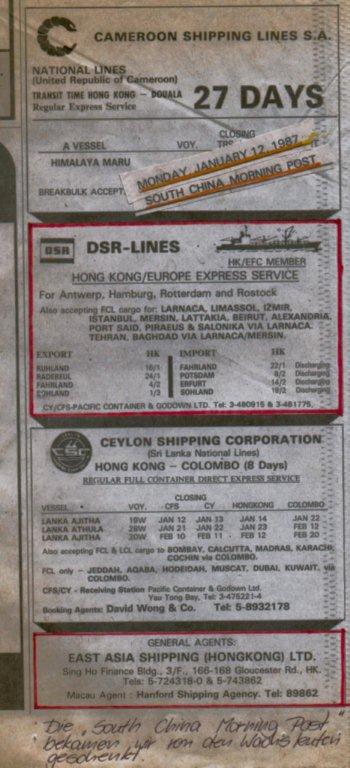 CAMEROON SHIPPING LINES S.A.
NATIONAL LINES
(United Republic of Cameroon)
TRANSIT TIME HONG KONG – DOUALA
Regular Express Service
27 DAYS
CLOSING
A VESSEL VOY.
HIMALAYA MARU
BREAKBULK ACCEPT
MONDAY, JANUARY 12, 1987
SOUTH CHINA MORNING POST
DSR DSR-LINES
HK/EFC MEMBER
HONG KONG/EUROPE EXPRESS SERVICE
For Antwerp, Hamburg, Rotterdam and Rostock
Also accepting FCL cargo for: LARNACA, LIMASSOL, IZMIR,
ISTANBUL, MERSIN, LATTAKIA, BEIRUT, ALEXANDRIA,
PORT SAID, PIRAEUS & SALONIKA VIA LARNACA.
TEHRAN, BAGHDAD VIA LARNACA/MERSIN.
EXPORT HK IMPORT HK
RUHLAND 16/1 FAHRLAND 22/1 Discharging
RADEBEUL 24/1 POTSDAM 8/2 Discharging
FAHRLAND 4/2 ERFURT 14/2 Discharging
SOHLAND 1/3 SOHLAND 19/2 Discharging
CY/CFS-PACIFIC CONTAINER & GODOWN LTD. Tel: 3-480915 & 3-481775.
CSC
CEYLON SHIPPING CORPORATION
(Sri Lanka National Lines)
HONG KONG – COLOMBO (8 Days)
REGULAR FULL CONTAINER DIRECT EXPRESS SERVICE
CLOSING
VESSEL VOY. CFS CY HONGKONG COLOMBO
LANKA AJITHA 19W JAN 12 JAN 13 JAN 14 JAN 22
LANKA ATHULA 28W JAN 21 JAN 22 JAN 23 FEB 12
LANKA AJITHA 20W FEB 10 FEB 11 FEB 12 FEB 20
Also accepting FCL & LCL cargo to BOMBAY, CALCUTTA, MADRAS, KARACHI,
COCHIN via COLOMBO.
FCL only – JEDDAH, AQABA, HODEIDAH, MUSCAT, DUBAI, KUWAIT, via
COLOMBO.
CFS/CY - Receiving Station Pacific Container & Godown Ltd.
Yau Tong Bay, Tel: 3-475221-4
Booking Agents: David Wong & Co. Tel: 5-8932178
GENERAL AGENTS:
EAST ASIA SHIPPING (HONGKONG) LTD.
Sing Ho Finance Bldg., 3/F., 166-168 Gloucester Rd., HK.
Tels: 5-724318-0 & 5-743862
Macau Agent : Hanford Shipping Agency. Tel: 89862
Die „South China Morning Post"
bekamen wir von den Wachsleuten
geschenkt.